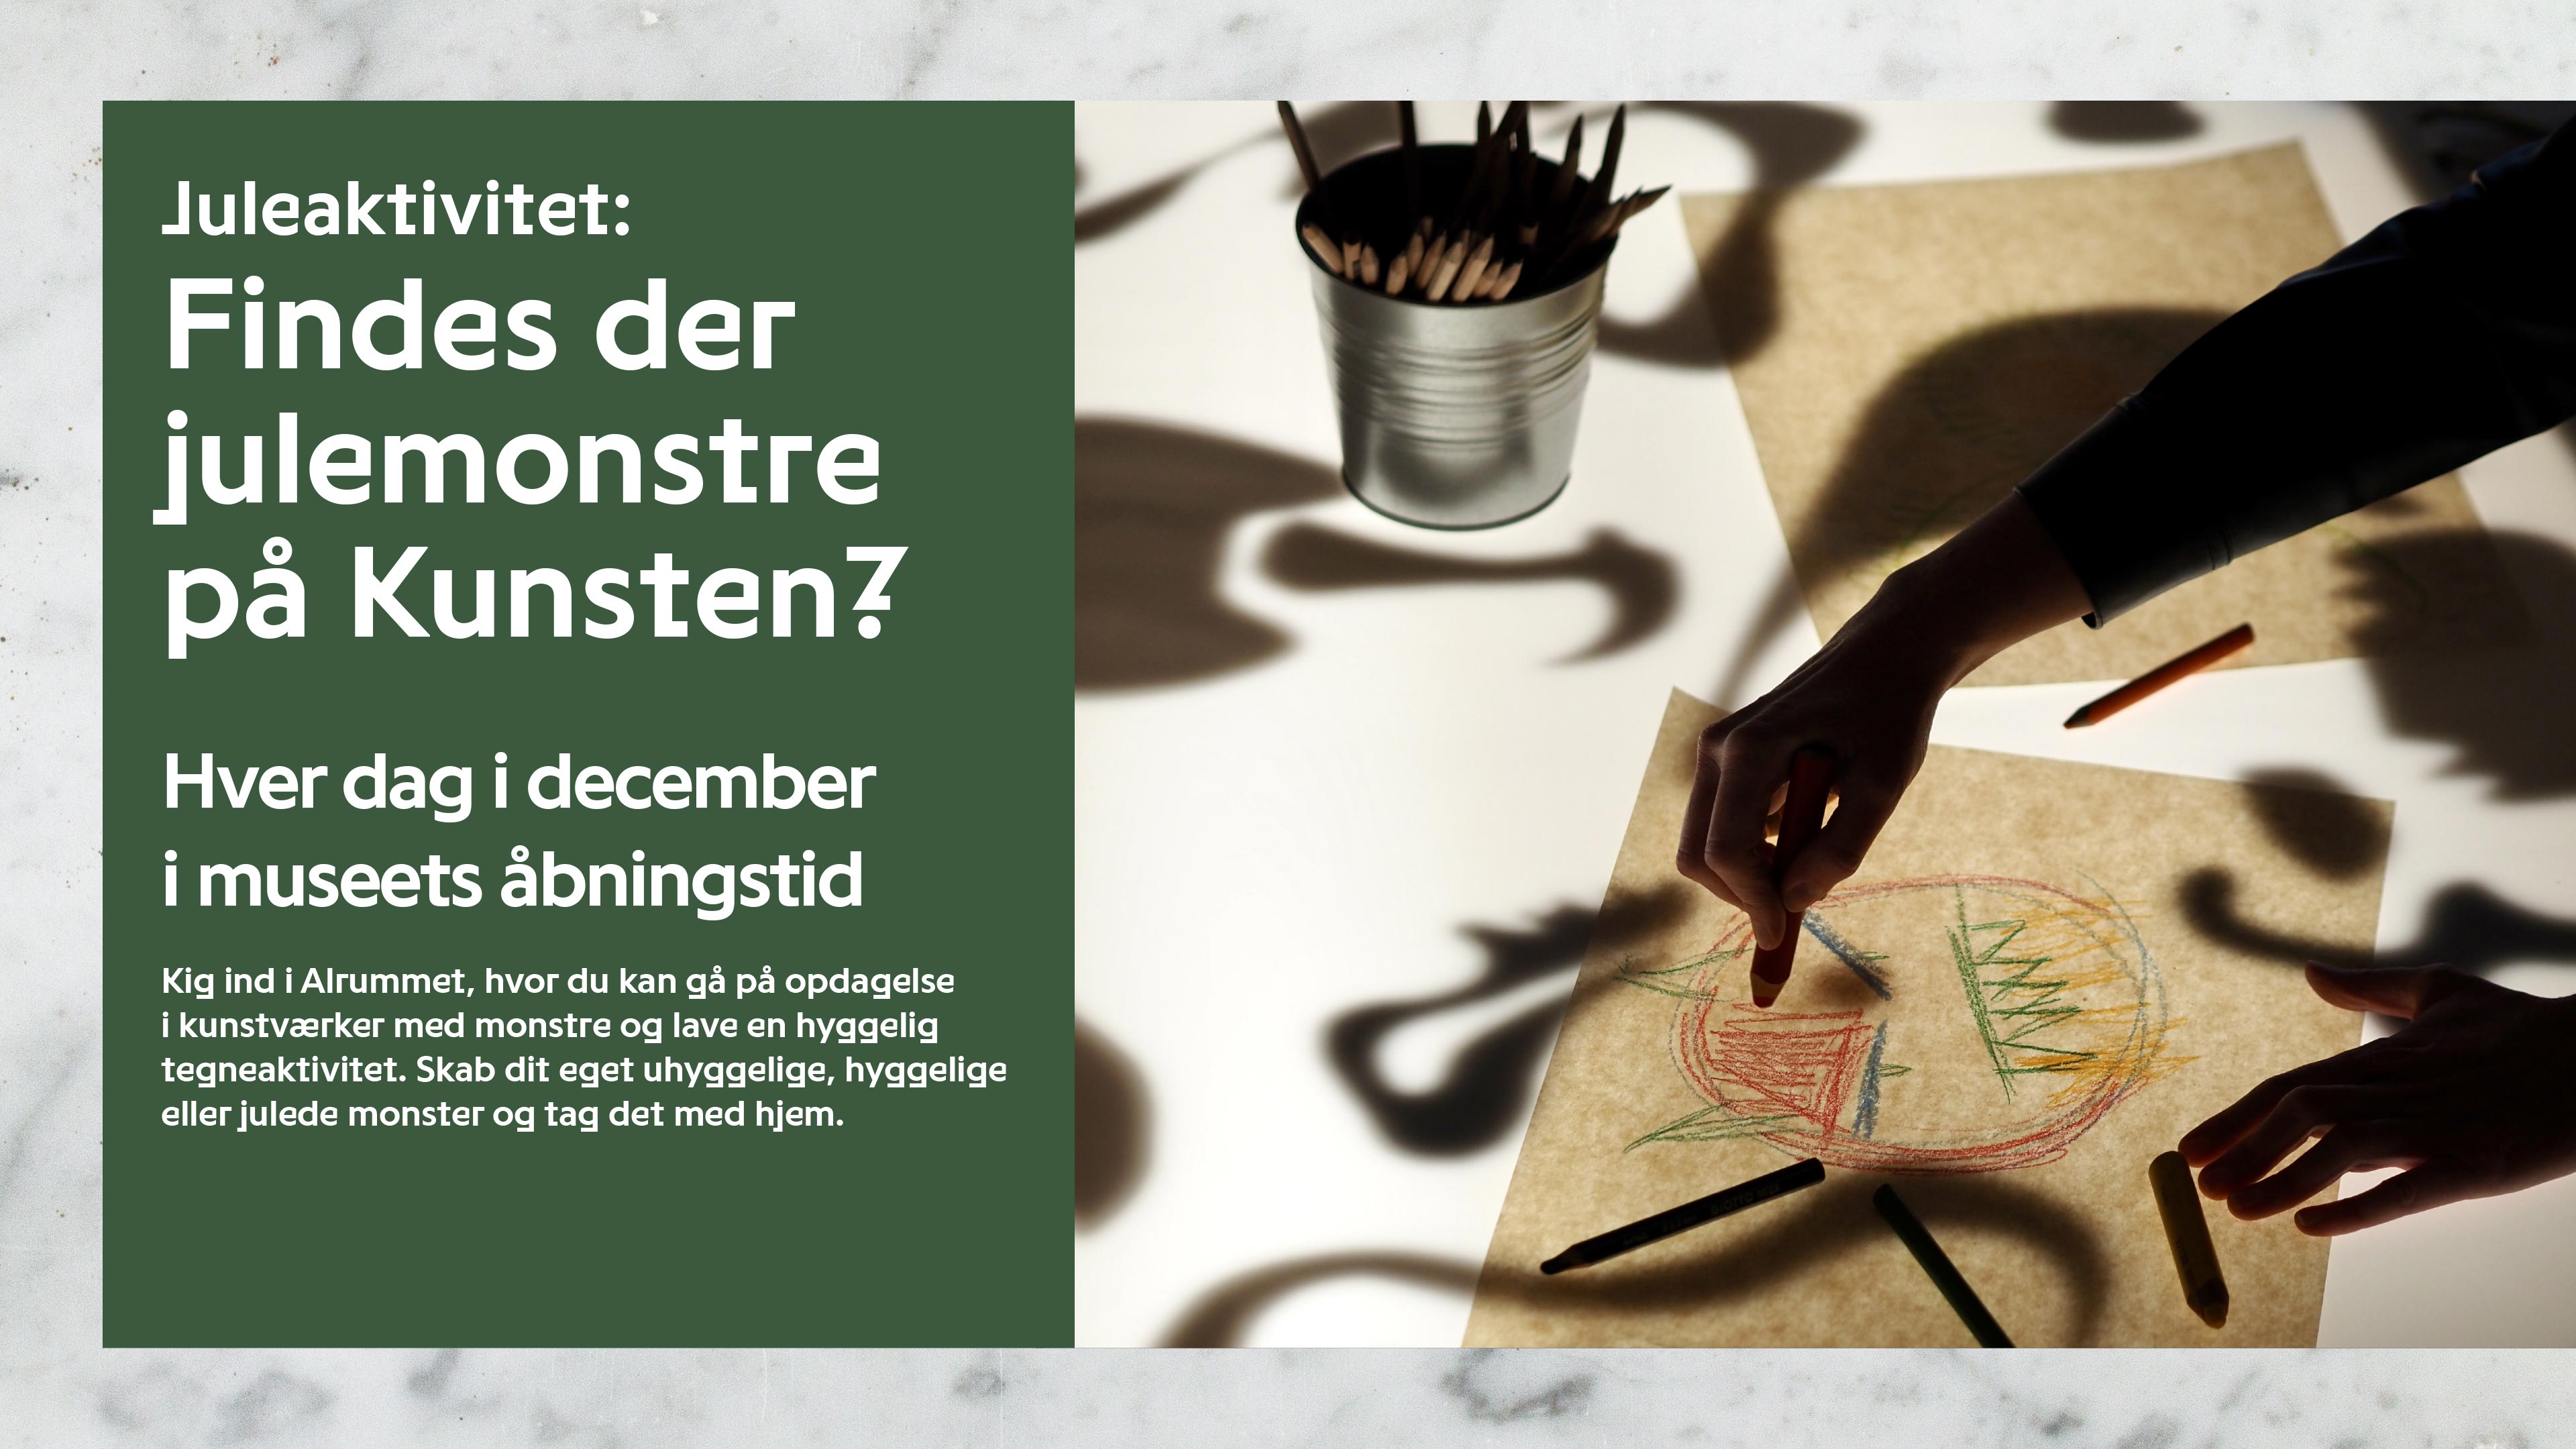 Juleaktivitet:
Findes der
julemonstre
på Kunsten?
Hver dag i december
i museets åbningstid
Kig ind i Alrummet, hvor du kan gå på opdagelse
i kunstværker med monstre og lave en hyggelig
tegneaktivitet. Skab dit eget uhyggelige, hyggelige
eller julede monster og tag det med hjem.